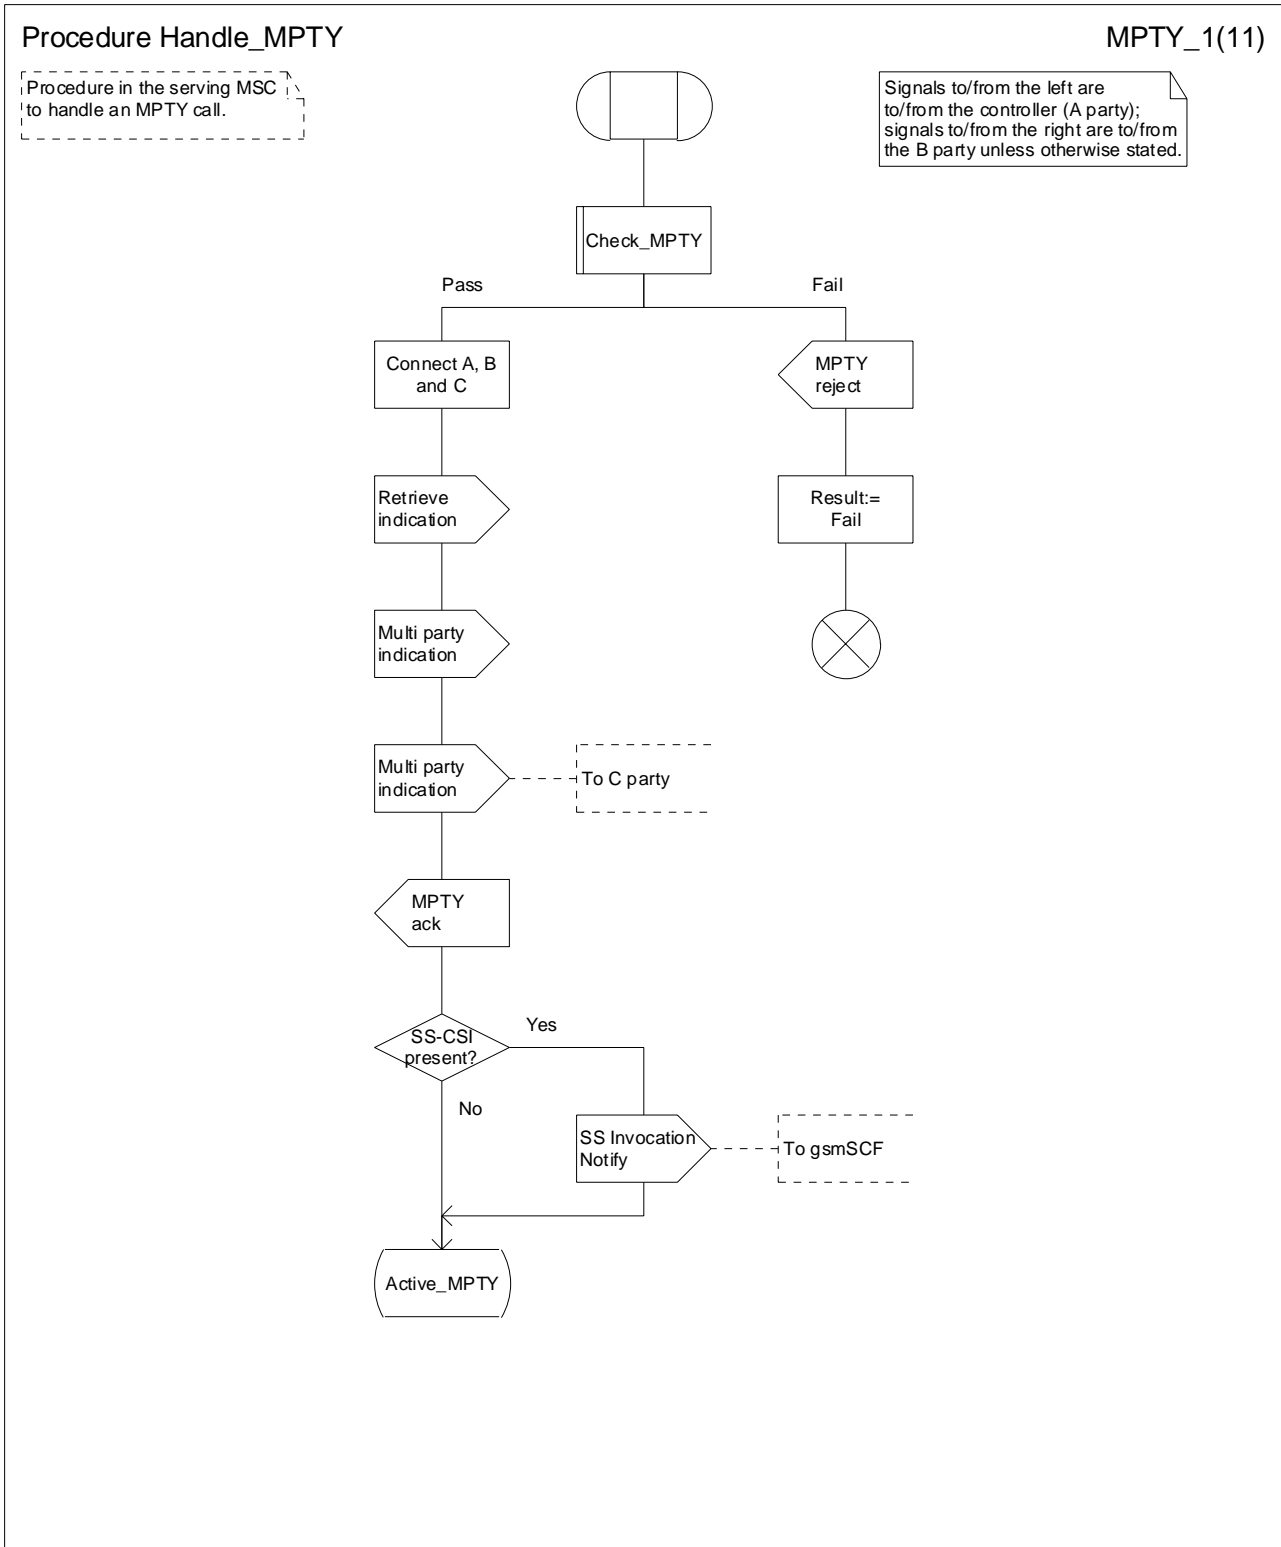 Procedure Handle_MPTY
MPTY_1(11)
Procedure in the serving MSC
to handle an MPTY call.
Signals to/from the left are
to/from the controller (A party);
signals to/from the right are to/from
the B party unless otherwise stated.
Check_MPTY
Pass
Fail
Connect A, B
and C
MPTY
reject
Retrieve
indication
Result:=
Fail
Multi party
indication
Multi party
indication
To C party
MPTY
ack
SS-CSI
present?
Yes
No
SS Invocation
Notify
To gsmSCF
Active_MPTY